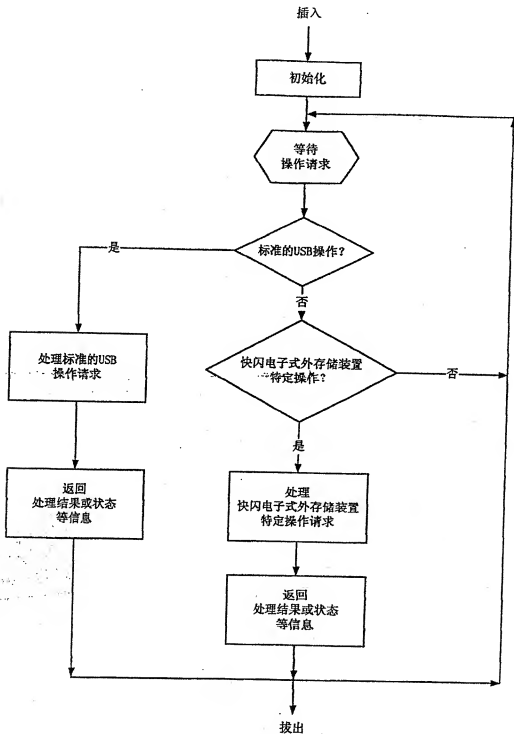 插入
初始化
等待
操作请求
标准的USB操作？
是
否
处理标准的USB
操作请求
快闪电子式外存储装置
特定操作？
否
是
返回
处理结果或状态
等信息
处理
快闪电子式外存储装置
特定操作请求
返回
处理结果或状态
等信息
拔出